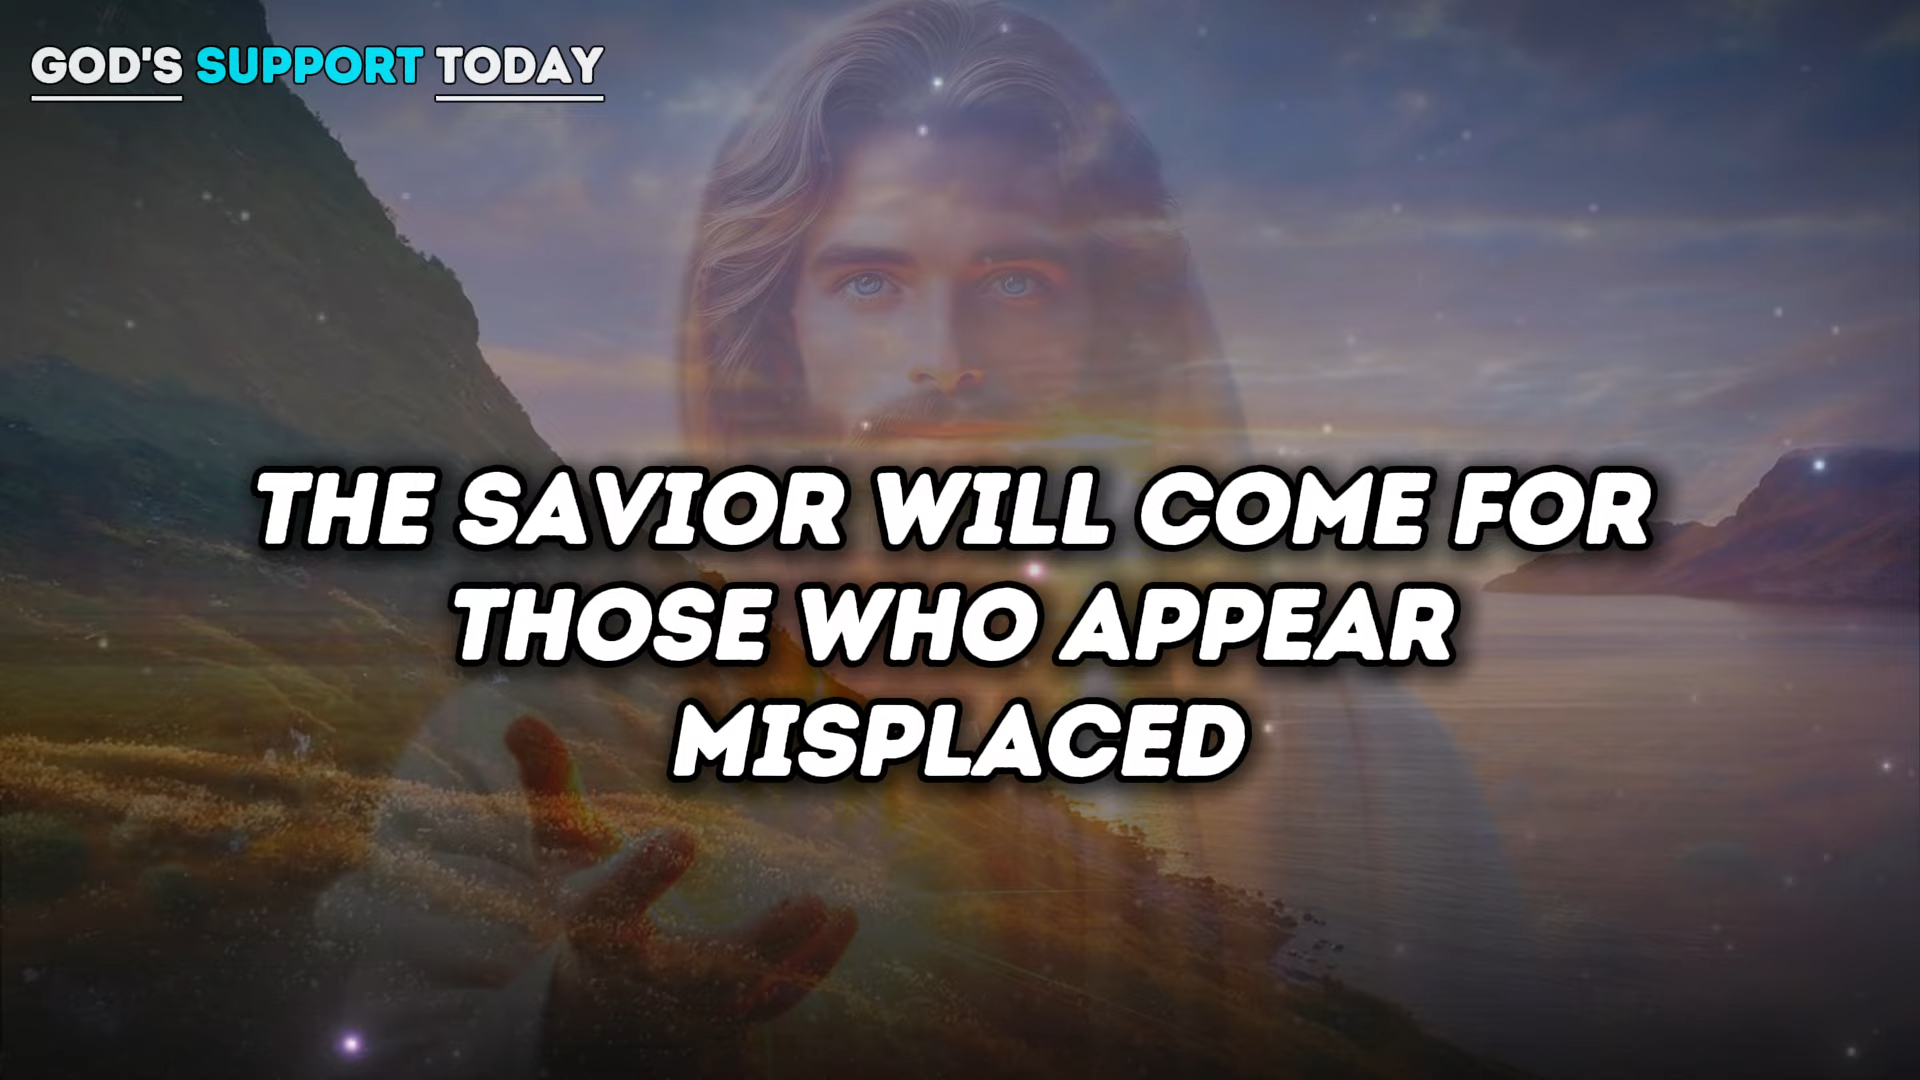 GOD'S SUPPORT TODAY
THE SAVIOR WILL COME FOR
THOSE WHO APPEAR
MISPLACED